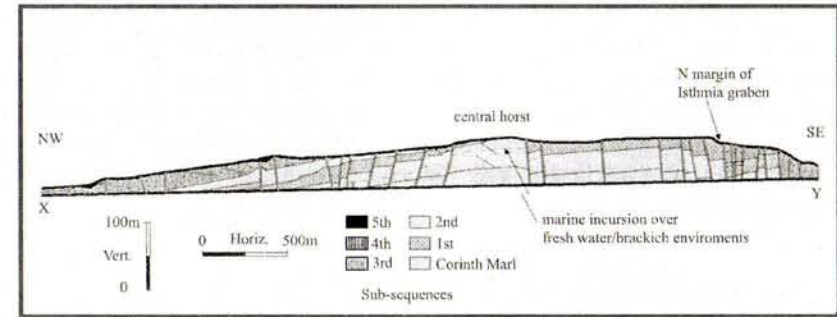 N margin of
Isthmia graben
central horst
NW
SE
X
Y
marine incursion over
fresh water/brackich enviroments
100m
Vert.
0
0 Horiz. 500m
5th
4th
3rd
2nd
1st
Corinth Marl
Sub-sequences